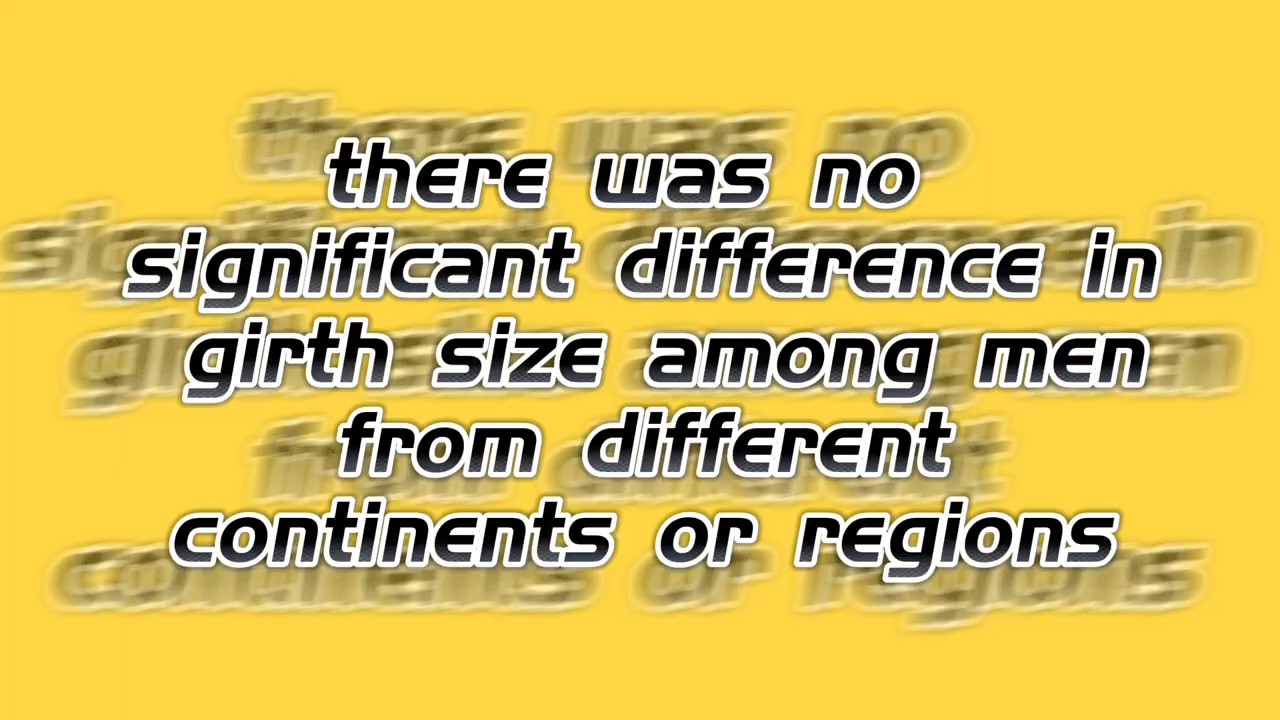 there was no
significant difference in
girth size among men
from different
continents or regions